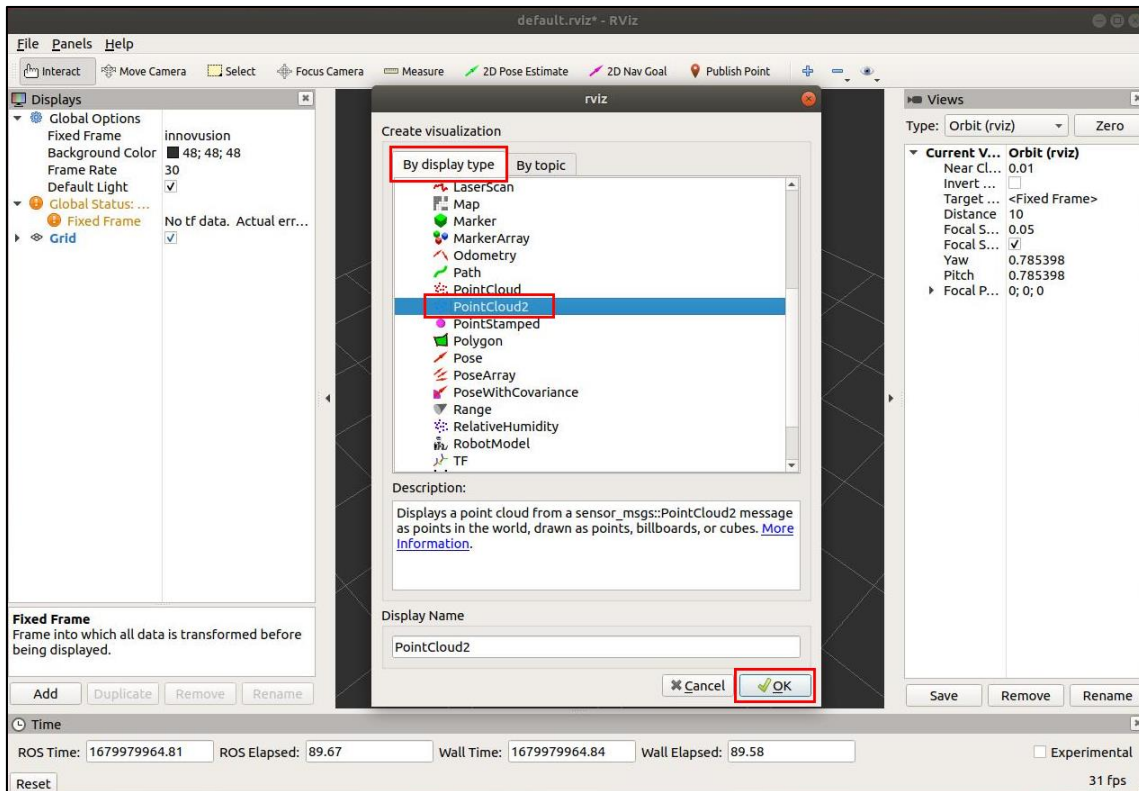 default.rviz* - RViz
File Panels Help
Interact Move Camera Select Focus Camera Measure 2D Pose Estimate 2D Nav Goal Publish Point
Displays
Global Options
Fixed Frame innovusion
Background Color 48; 48; 48
Frame Rate 30
Default Light
Global Status: ...
Fixed Frame No tf data. Actual err...
Grid
Fixed Frame
Frame into which all data is transformed before
being displayed.
Add Duplicate Remove Rename
rviz
Create visualization
By display type By topic
LaserScan
Map
Marker
MarkerArray
Odometry
Path
PointCloud
PointCloud2
PointStamped
Polygon
Pose
PoseArray
PoseWithCovariance
Range
RelativeHumidity
RobotModel
TF
Description:
Displays a point cloud from a sensor_msgs::PointCloud2 message
as points in the world, drawn as points, billboards, or cubes. More
Information.
Display Name
PointCloud2
Cancel OK
Views
Type: Orbit (rviz) Zero
Current V... Orbit (rviz)
Near Cl... 0.01
Invert ...
Target ... <Fixed Frame>
Distance 10
Focal S... 0.05
Focal S...
Yaw 0.785398
Pitch 0.785398
Focal P... 0; 0; 0
Save Remove Rename
Time
ROS Time: 1679979964.81 ROS Elapsed: 89.67 Wall Time: 1679979964.84 Wall Elapsed: 89.58 Experimental
Reset 31 fps